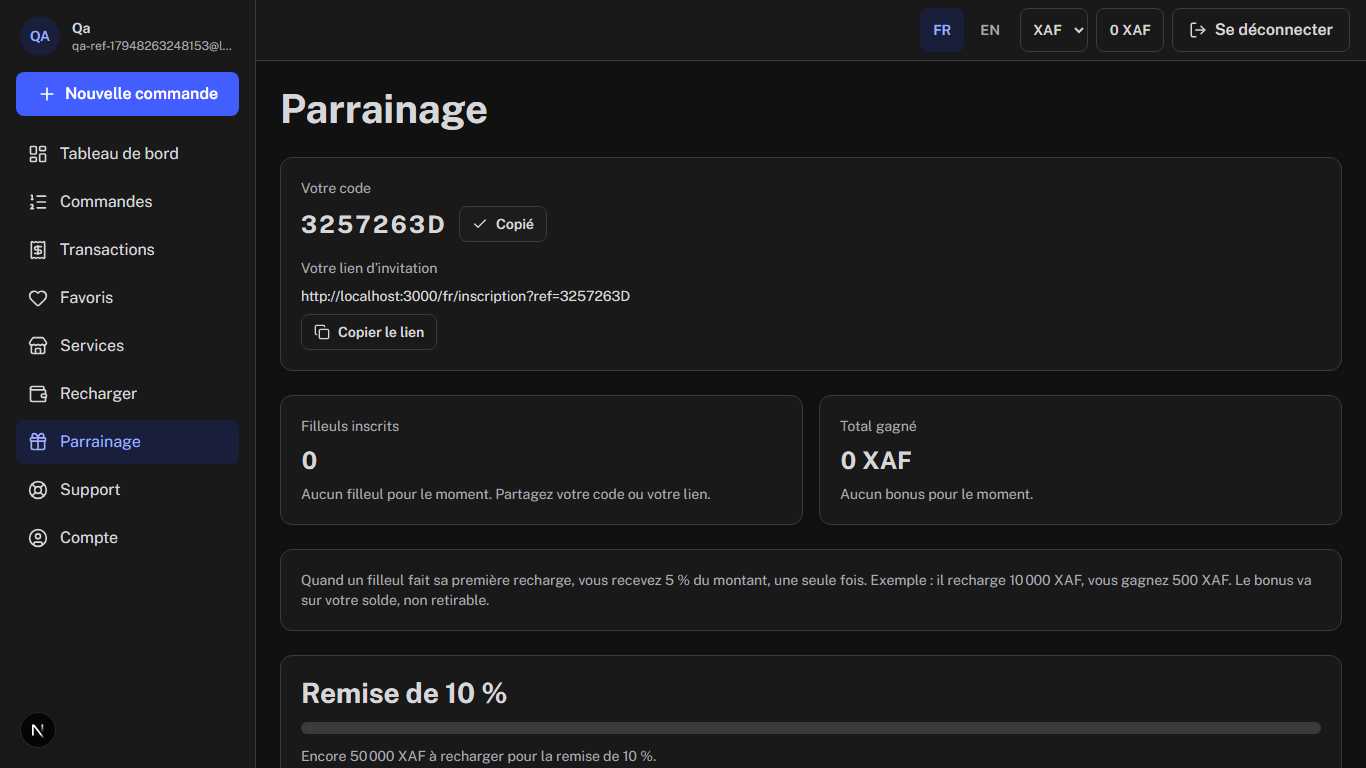 QA
Qa
qa-ref-17948263248153@l...
Nouvelle commande
Tableau de bord
Commandes
Transactions
Favoris
Services
Recharger
Parrainage
Support
Compte
N
FR
EN
XAF
0 XAF
Se déconnecter
Parrainage
Votre code
3257263D
Copié
Votre lien d'invitation
http://localhost:3000/fr/inscription?ref=3257263D
Copier le lien
Filleuls inscrits
0
Aucun filleul pour le moment. Partagez votre code ou votre lien.
Total gagné
0 XAF
Aucun bonus pour le moment.
Quand un filleul fait sa première recharge, vous recevez 5 % du montant, une seule fois. Exemple : il recharge 10 000 XAF, vous gagnez 500 XAF. Le bonus va
sur votre solde, non retirable.
Remise de 10 %
Encore 50 000 XAF à recharger pour la remise de 10 %.